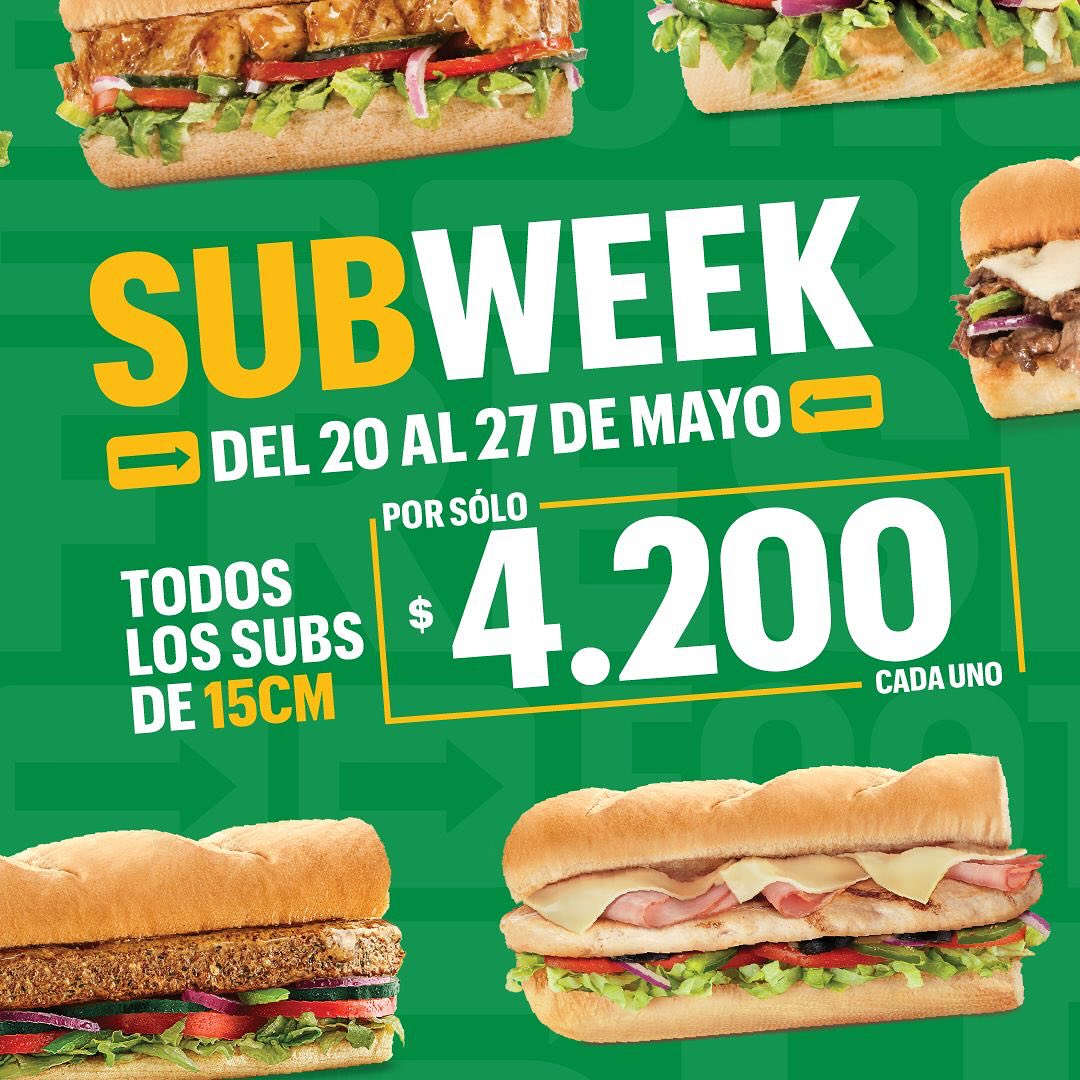 SUBWEEK
DEL 20 AL 27 DE MAYO
TODOS
LOS SUBS
DE 15CM
POR SÓLO
$ 4.200
CADA UNO